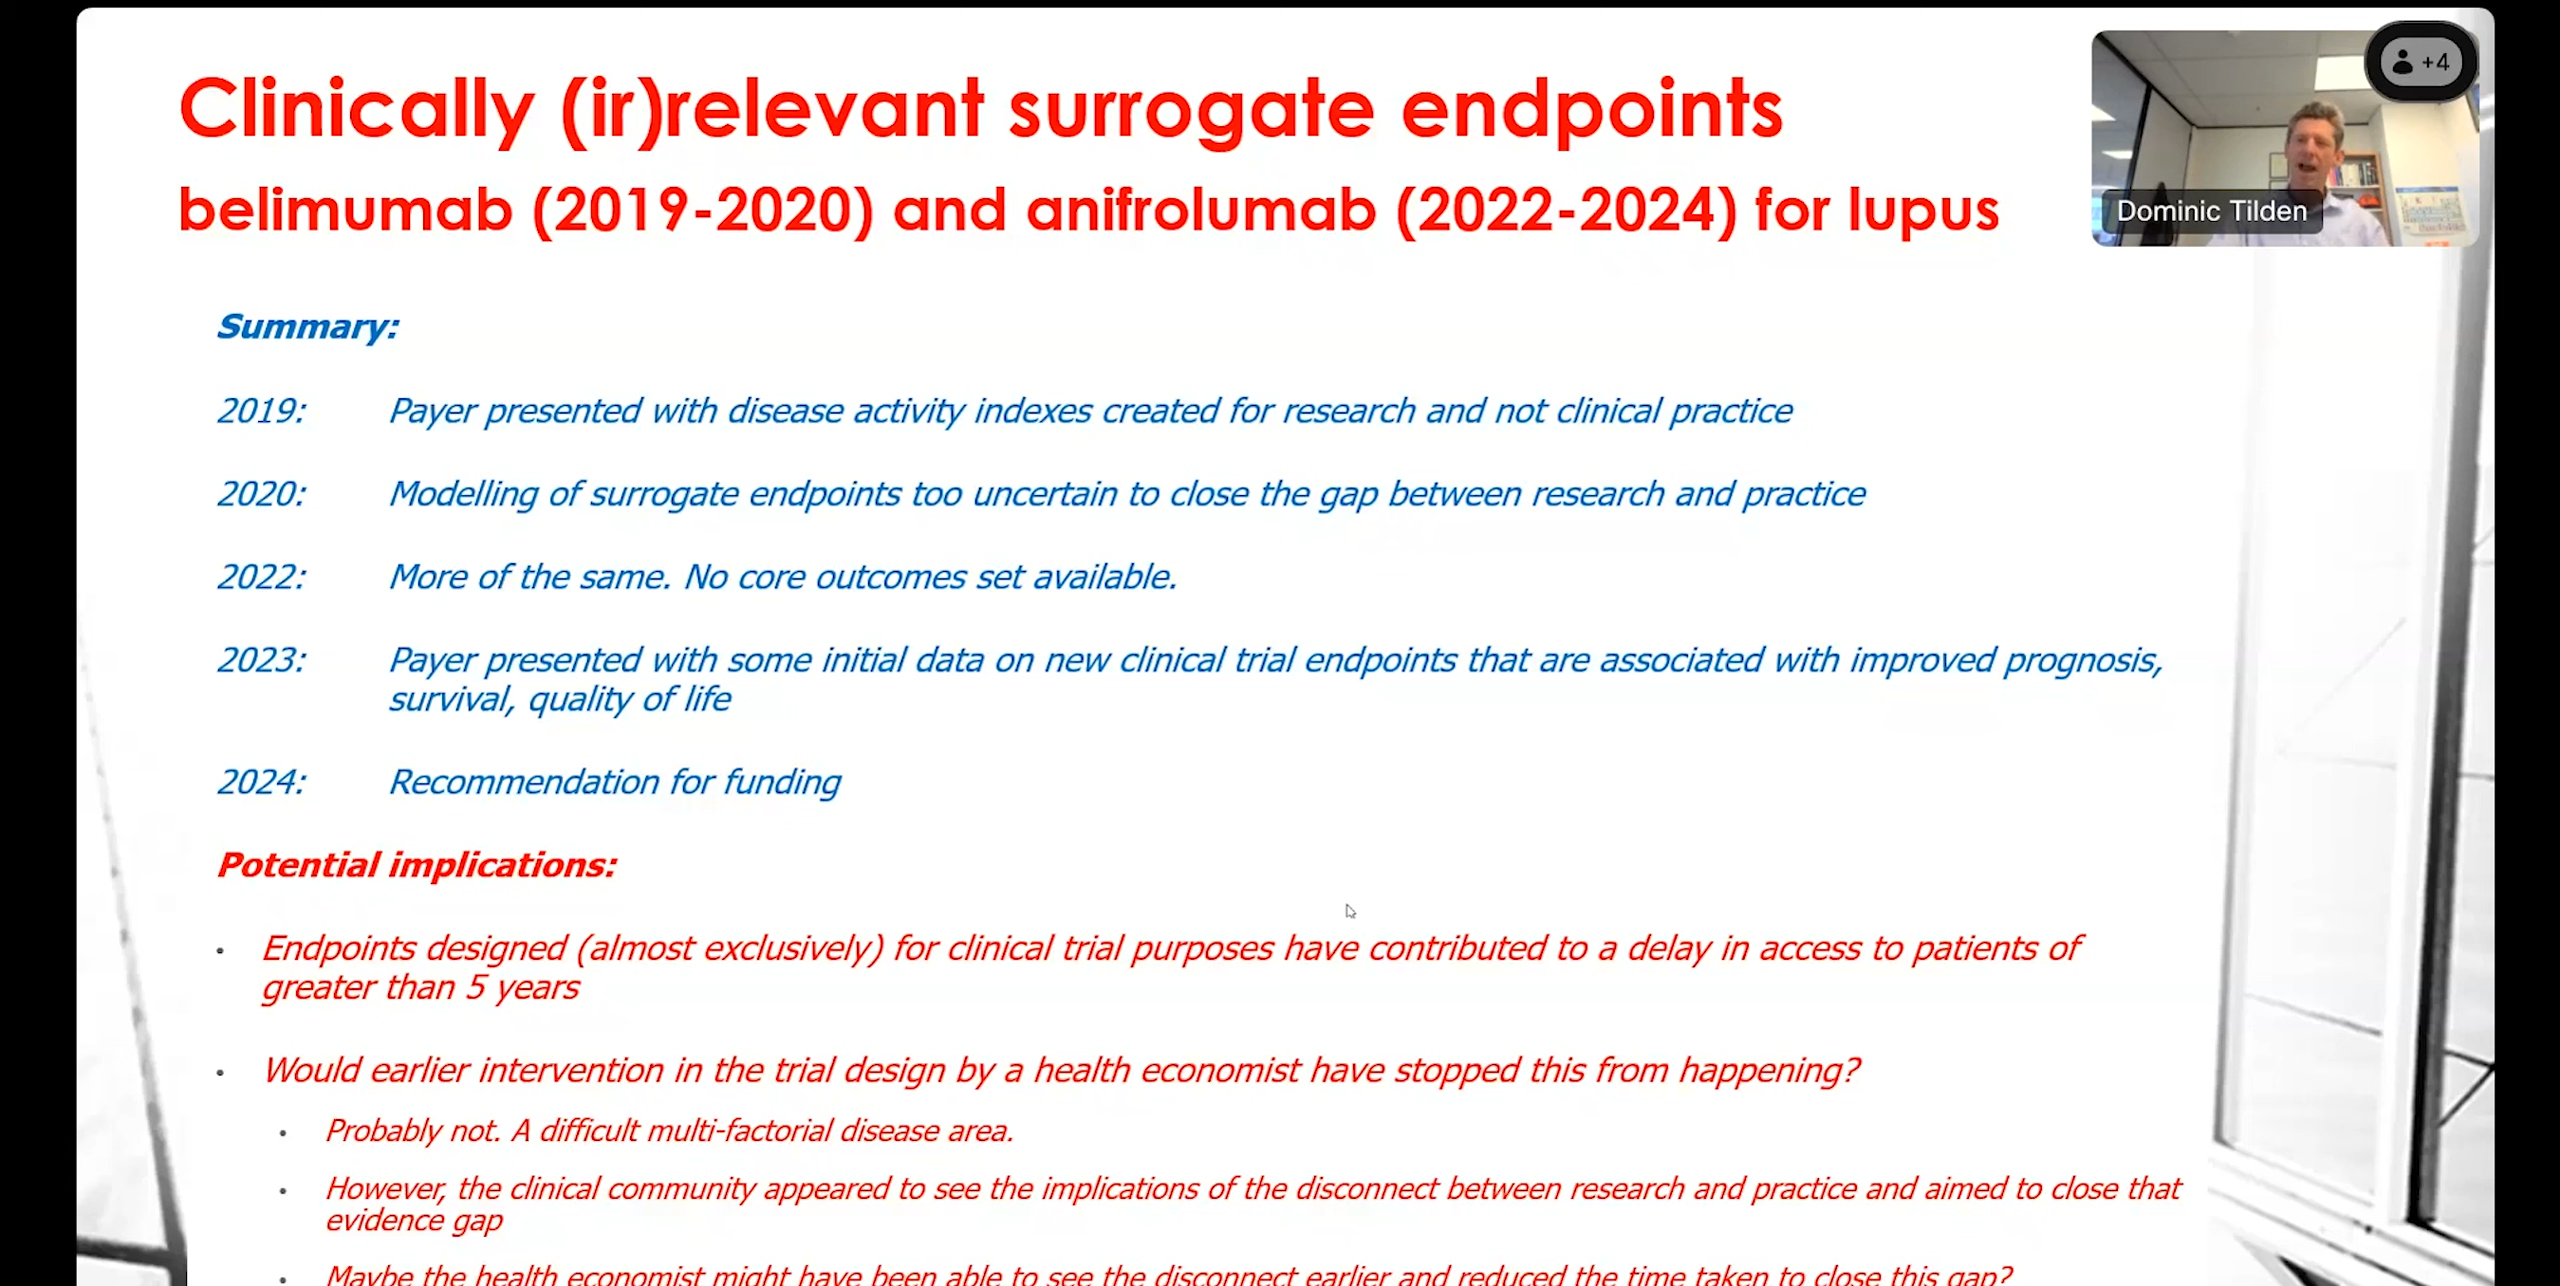 Clinically (ir)relevant surrogate endpoints
+4
belimumab (2019-2020) and anifrolumab (2022-2024) for lupus
Dominic Tilden
Summary:
2019: Payer presented with disease activity indexes created for research and not clinical practice
2020: Modelling of surrogate endpoints too uncertain to close the gap between research and practice
2022: More of the same. No core outcomes set available.
2023: Payer presented with some initial data on new clinical trial endpoints that are associated with improved prognosis,
survival, quality of life
2024: Recommendation for funding
Potential implications:
• Endpoints designed (almost exclusively) for clinical trial purposes have contributed to a delay in access to patients of
greater than 5 years
• Would earlier intervention in the trial design by a health economist have stopped this from happening?
• Probably not. A difficult multi-factorial disease area.
• However, the clinical community appeared to see the implications of the disconnect between research and practice and aimed to close that
evidence gap
• Maybe the health economist might have been able to see the disconnect earlier and reduced the time taken to close this gap?